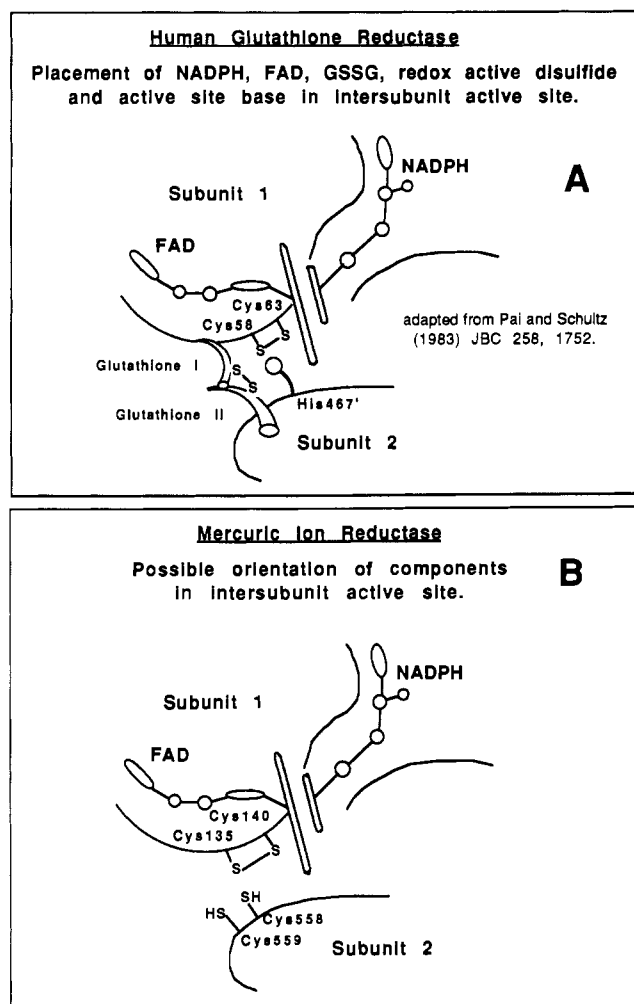 Human Glutathione Reductase
Placement of NADPH, FAD, GSSG, redox active disulfide
and active site base in intersubunit active site.
A
NADPH
Subunit 1
FAD
Cys63
Cys58
S
S
adapted from Pai and Schultz
(1983) JBC 258, 1752.
Glutathione I
S
S
Glutathione II
His467'
Subunit 2
Mercuric Ion Reductase
Possible orientation of components
in intersubunit active site.
B
NADPH
Subunit 1
FAD
Cys140
Cys135
S
S
SH
HS
Cys558
Cys559
Subunit 2